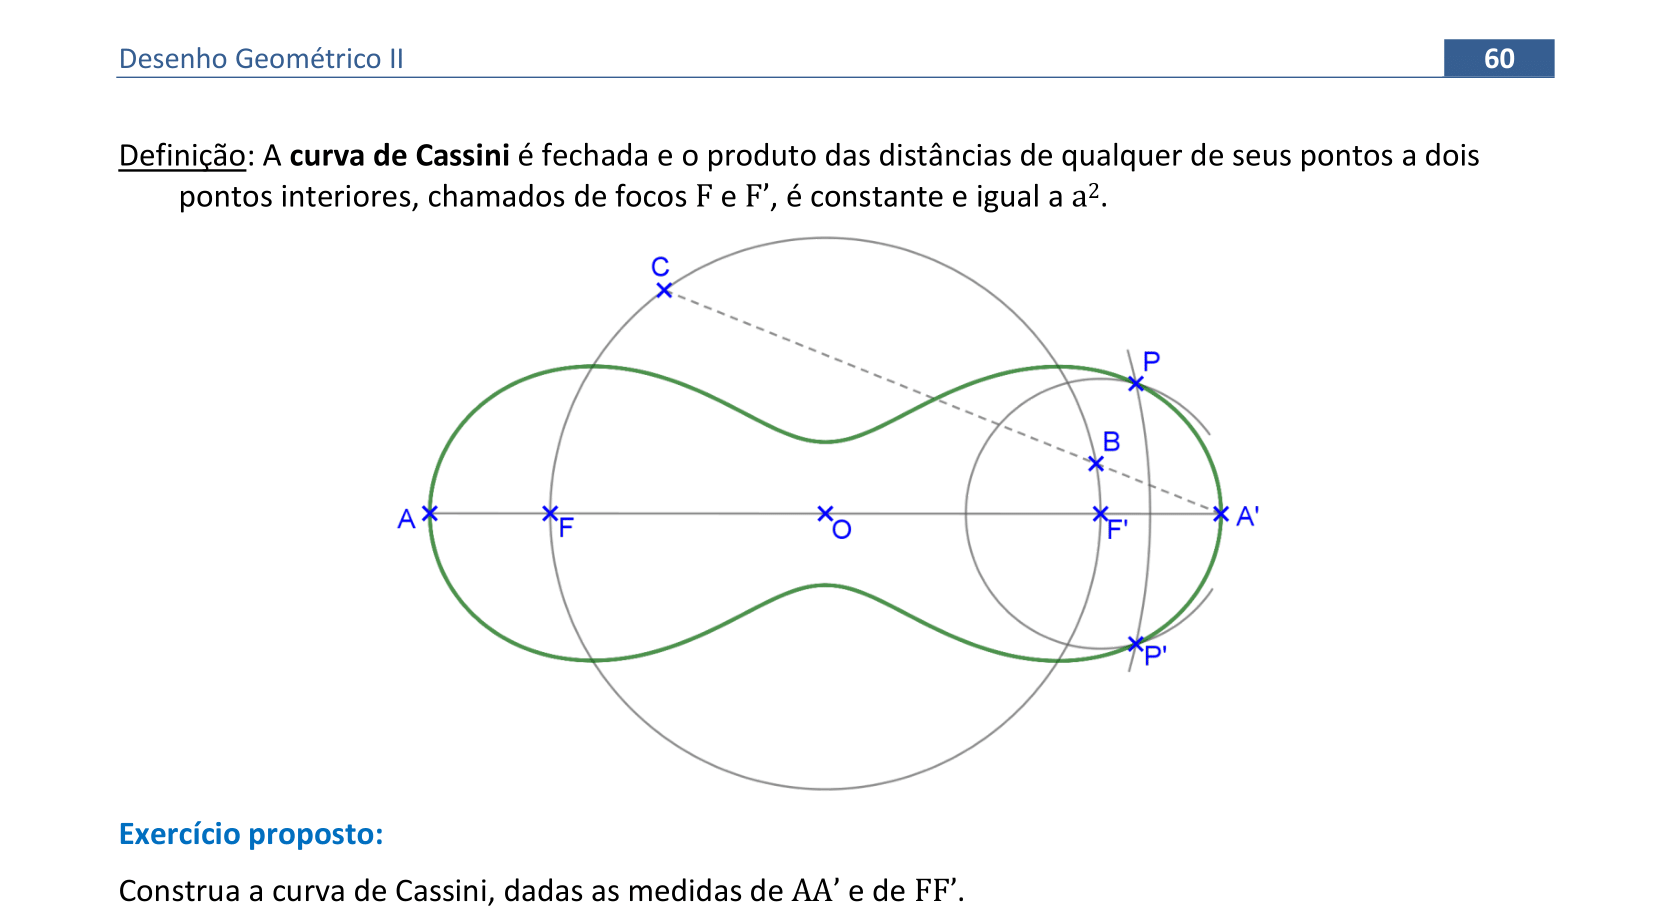 Desenho Geométrico II
60
Definição: A curva de Cassini é fechada e o produto das distâncias de qualquer de seus pontos a dois
pontos interiores, chamados de focos F e F’, é constante e igual a a².
C
P
B
A
F
O
F'
A'
P'
Exercício proposto:
Construa a curva de Cassini, dadas as medidas de AA’ e de FF’.